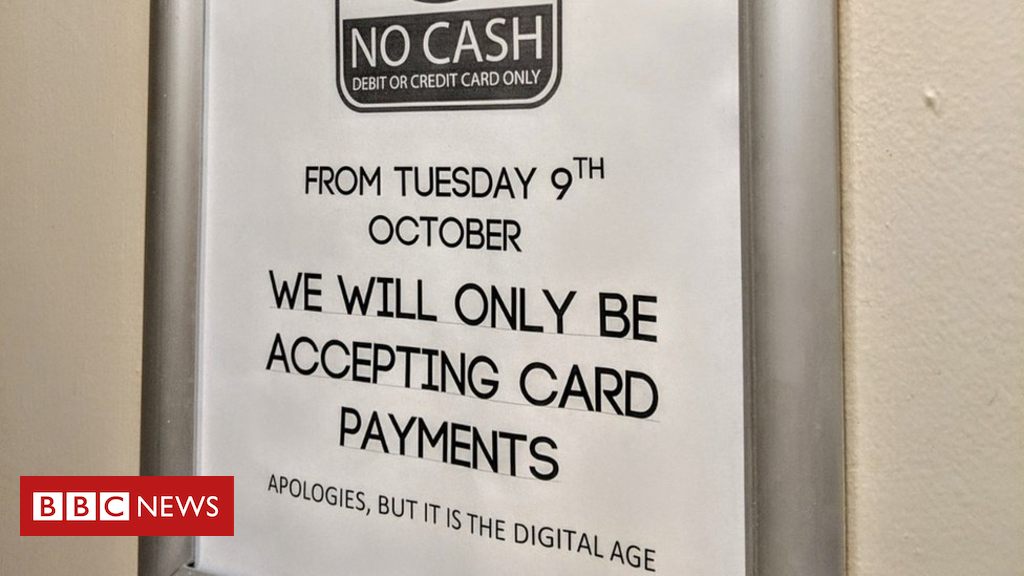 NO CASH
DEBIT OR CREDIT CARD ONLY
FROM TUESDAY 9TH
OCTOBER
WE WILL ONLY BE
ACCEPTING CARD
PAYMENTS
APOLOGIES, BUT IT IS THE DIGITAL AGE
BBC NEWS